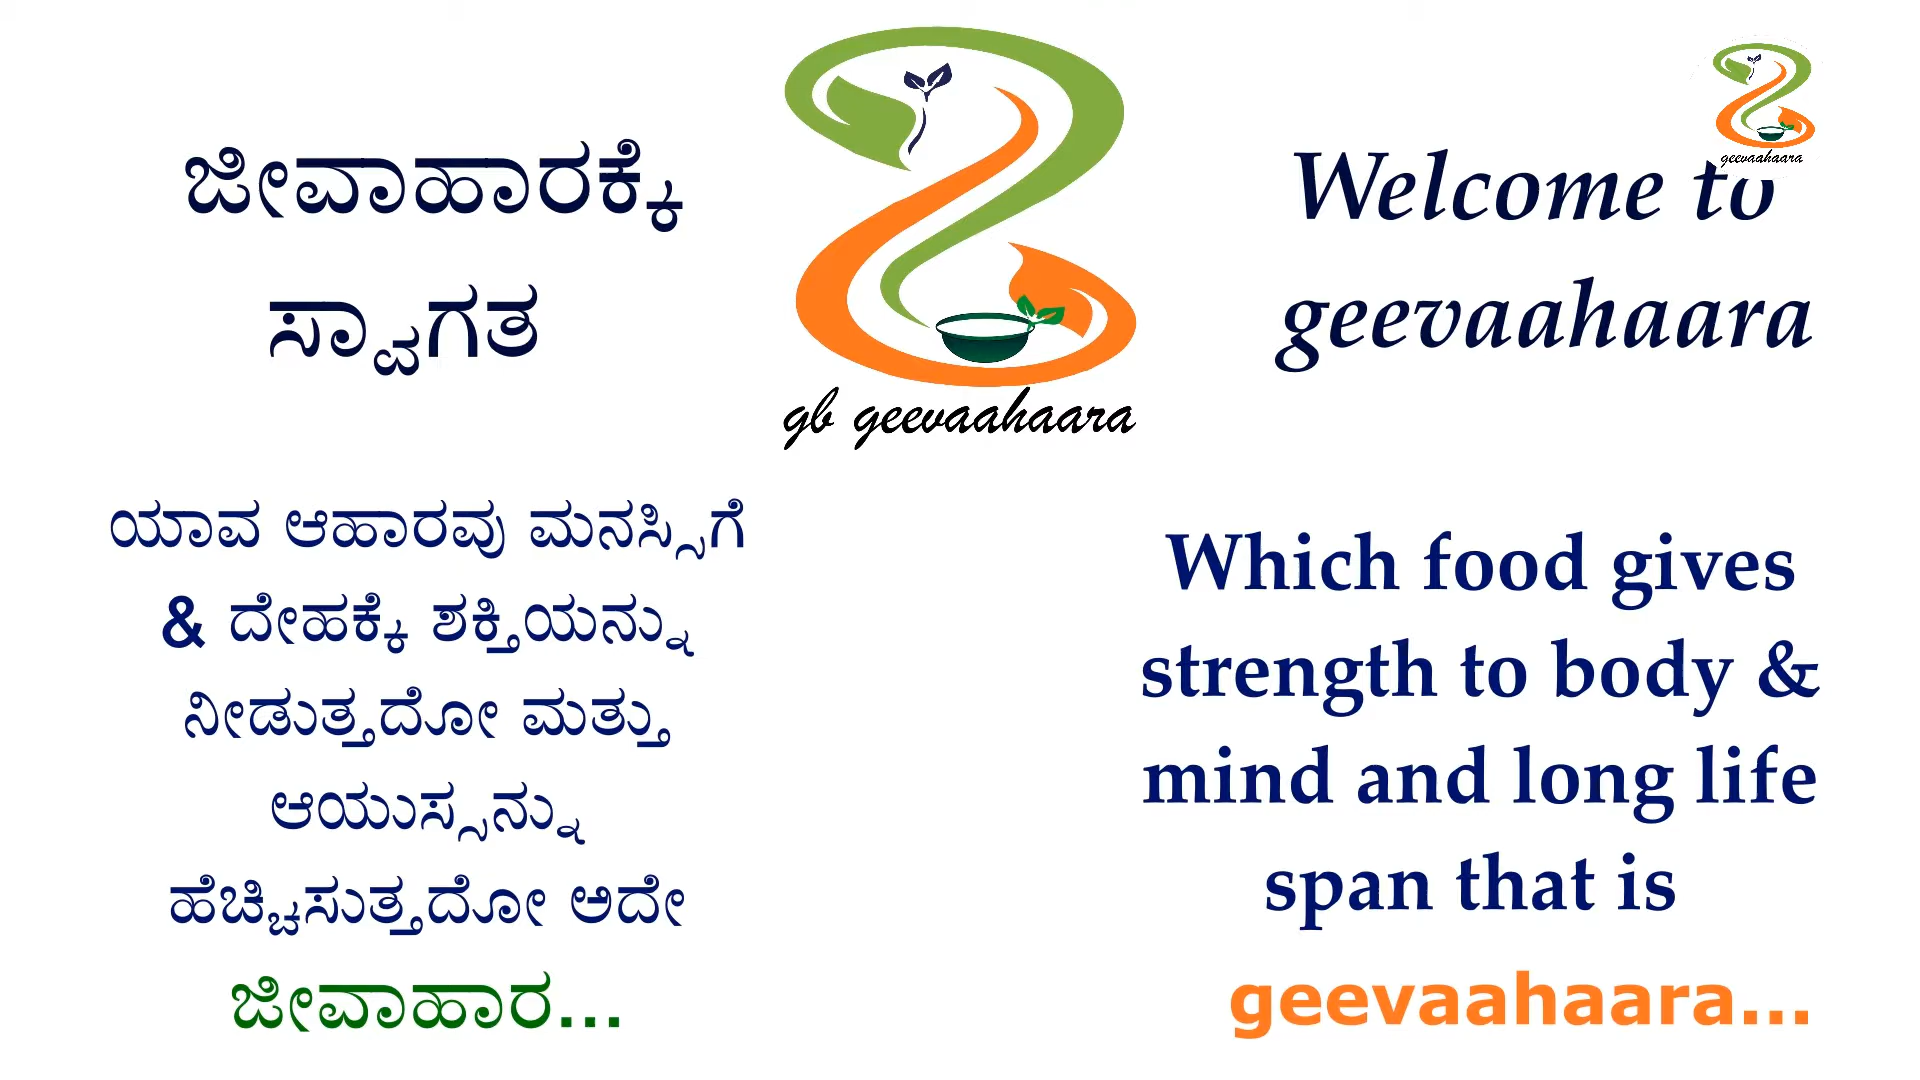 ಜೀವಾಹಾರಕ್ಕೆ
ಸ್ವಾಗತ
gb geevaahaara
geevaahaara
Welcome to
geevaahaara
ಯಾವ ಆಹಾರವು ಮನಸ್ಸಿಗೆ
& ದೇಹಕ್ಕೆ ಶಕ್ತಿಯನ್ನು
ನೀಡುತ್ತದೋ ಮತ್ತು
ಆಯುಸ್ಸನ್ನು
ಹೆಚ್ಚಿಸುತ್ತದೋ ಅದೇ
ಜೀವಾಹಾರ...
Which food gives
strength to body &
mind and long life
span that is
geevaahaara...